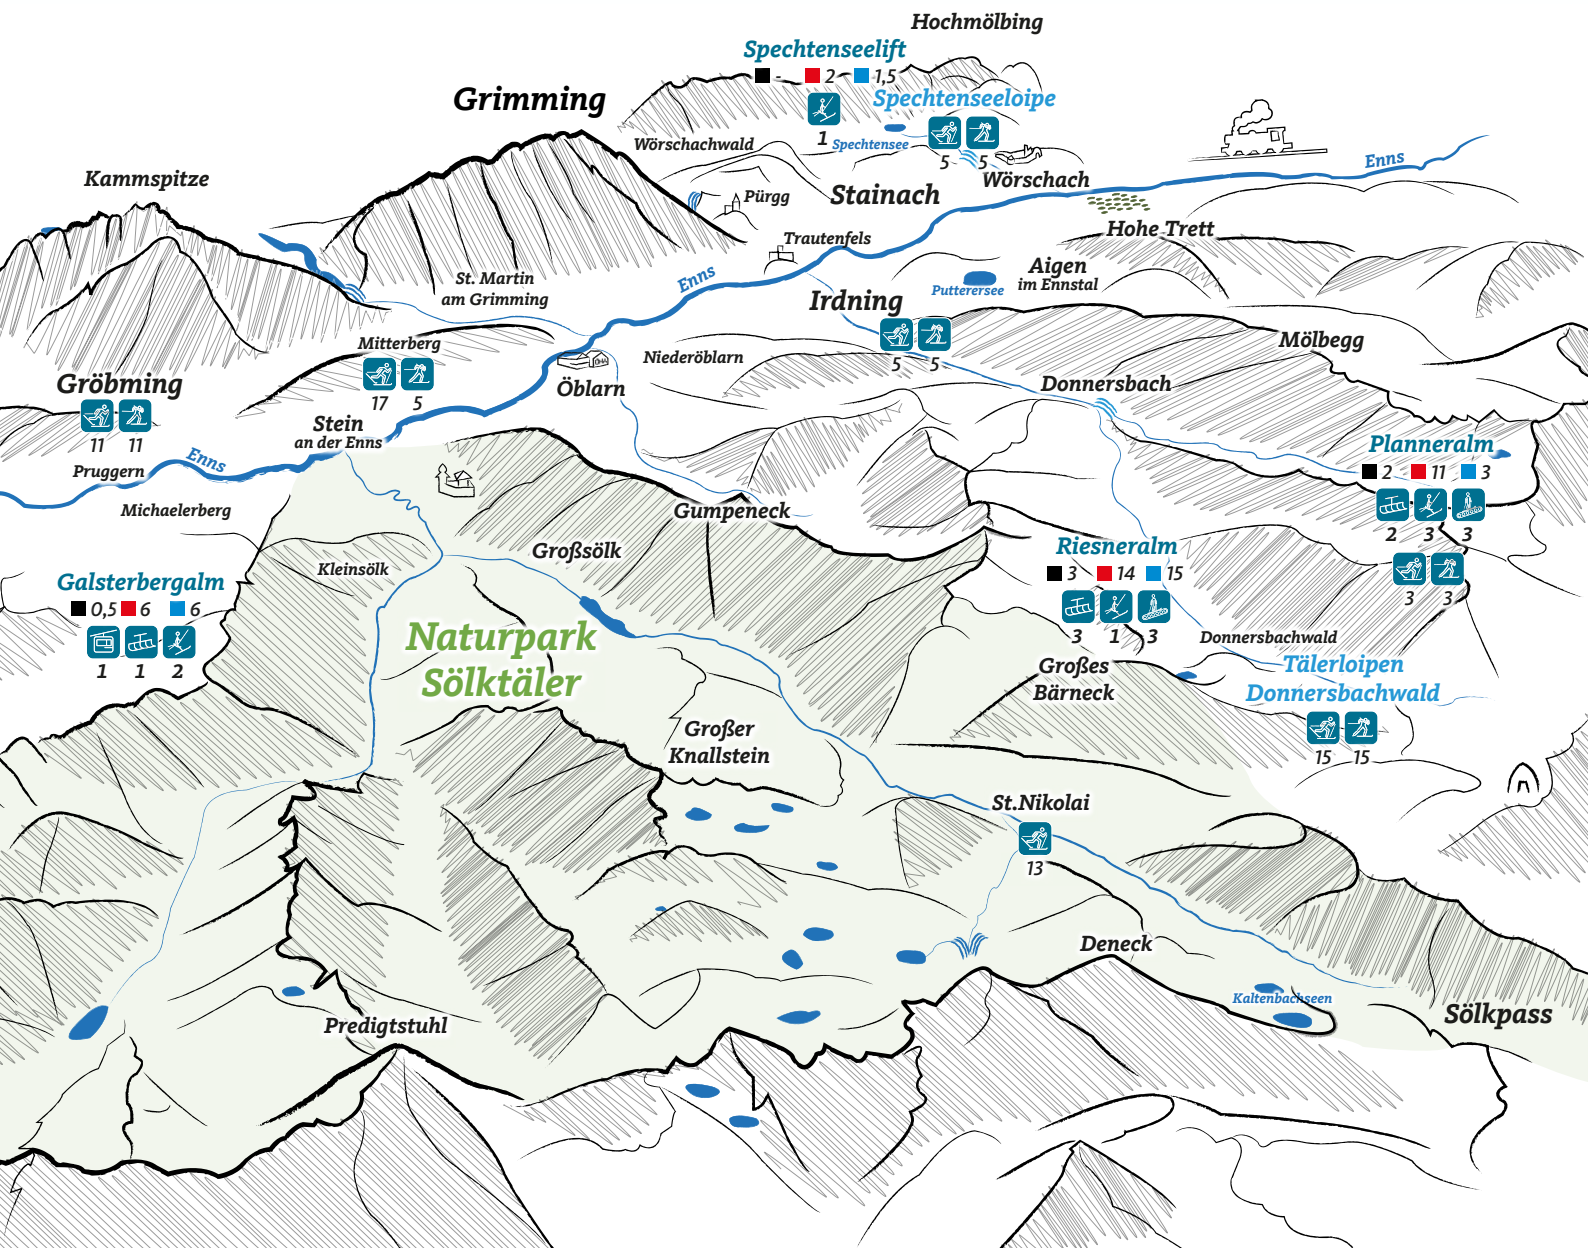 Hochmölbing
Spechtenseelift
- 2 1,5
Grimming
Spechtenseeloipe
1
Wörschachwald
Spechtensee
5 5
Enns
Kammspitze
Wörschach
Stainach
Pürgg
Hohe Trett
Trautenfels
Aigen
im Ennstal
St. Martin
am Grimming
Enns
Putterersee
Irdning
5 5
Mitterberg
17 5
Niederöblarn
Mölbegg
Gröbming
11 11
Öblarn
Donnersbach
Stein
an der Enns
Planneralm
2 11 3
2 3 3
3 3
Enns
Pruggern
Michaelerberg
Gumpeneck
Großsölk
Riesneralm
3 14 15
3 1 3
Kleinsölk
Galsterbergalm
0,5 6 6
1 1 2
Naturpark
Sölktäler
Donnersbachwald
Großes
Bärneck
Tälerloipen
Donnersbachwald
15 15
Großer
Knallstein
St.Nikolai
13
Deneck
Kaltenbachseen
Sölkpass
Predigtstuhl